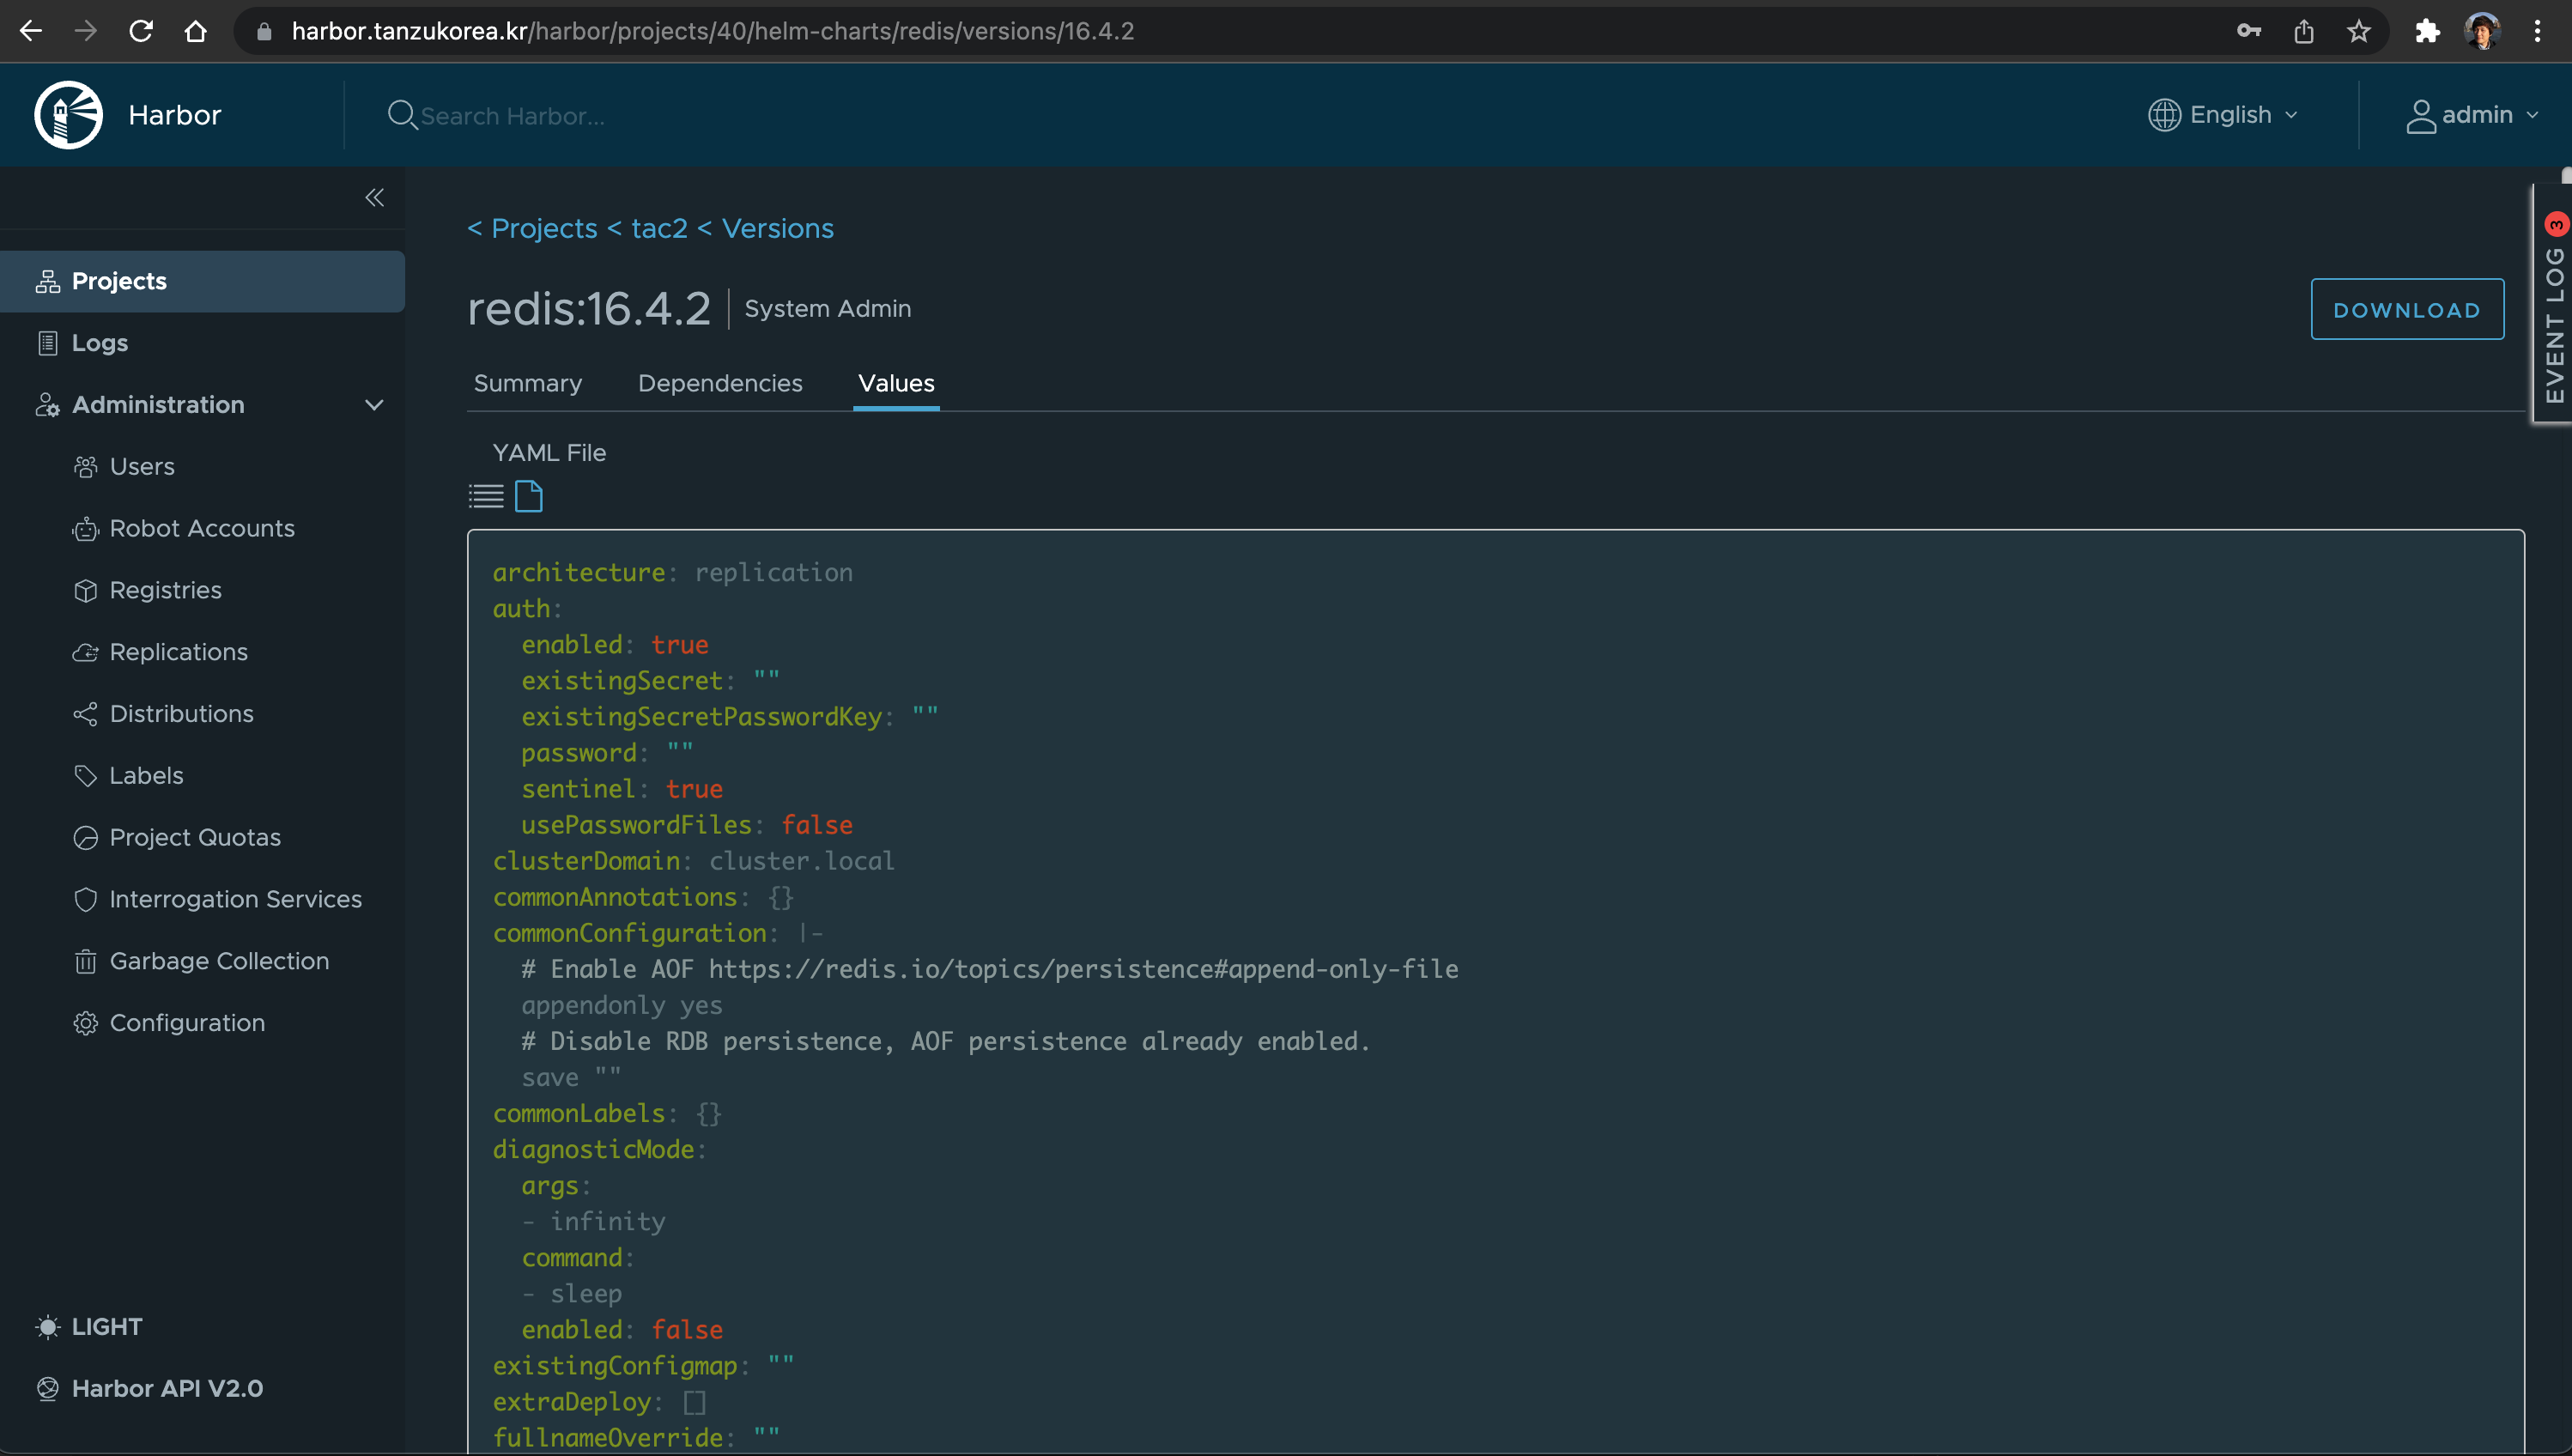 harbor.tanzukorea.kr/harbor/projects/40/helm-charts/redis/versions/16.4.2
Harbor
Search Harbor...
English
admin
Projects
Logs
Administration
Users
Robot Accounts
Registries
Replications
Distributions
Labels
Project Quotas
Interrogation Services
Garbage Collection
Configuration
LIGHT
Harbor API V2.0
< Projects < tac2 < Versions
redis:16.4.2 System Admin
DOWNLOAD
EVENT LOG 3
Summary Dependencies Values
YAML File
architecture: replication
auth:
  enabled: true
  existingSecret: ""
  existingSecretPasswordKey: ""
  password: ""
  sentinel: true
  usePasswordFiles: false
clusterDomain: cluster.local
commonAnnotations: {}
commonConfiguration: |-
  # Enable AOF https://redis.io/topics/persistence#append-only-file
  appendonly yes
  # Disable RDB persistence, AOF persistence already enabled.
  save ""
commonLabels: {}
diagnosticMode:
  args:
  - infinity
  command:
  - sleep
  enabled: false
existingConfigmap: ""
extraDeploy: []
fullnameOverride: ""